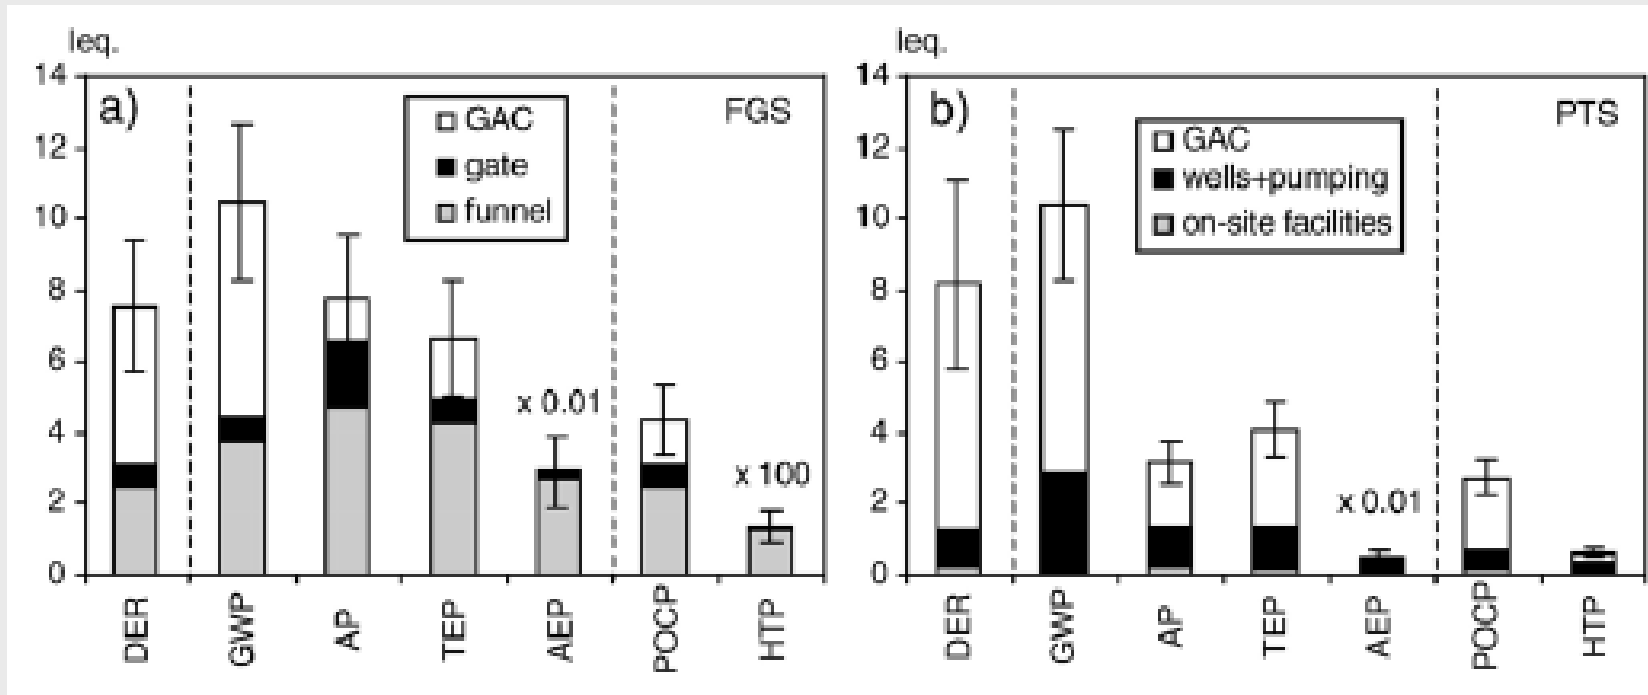 Ieq.
14
12
10
8
6
4
2
0
a)
GAC
gate
funnel
FGS
x 0.01
x 100
DER
GWP
AP
TEP
AEP
POCP
HTP
Ieq.
14
12
10
8
6
4
2
0
b)
GAC
wells+pumping
on-site facilities
PTS
x 0.01
DER
GWP
AP
TEP
AEP
POCP
HTP